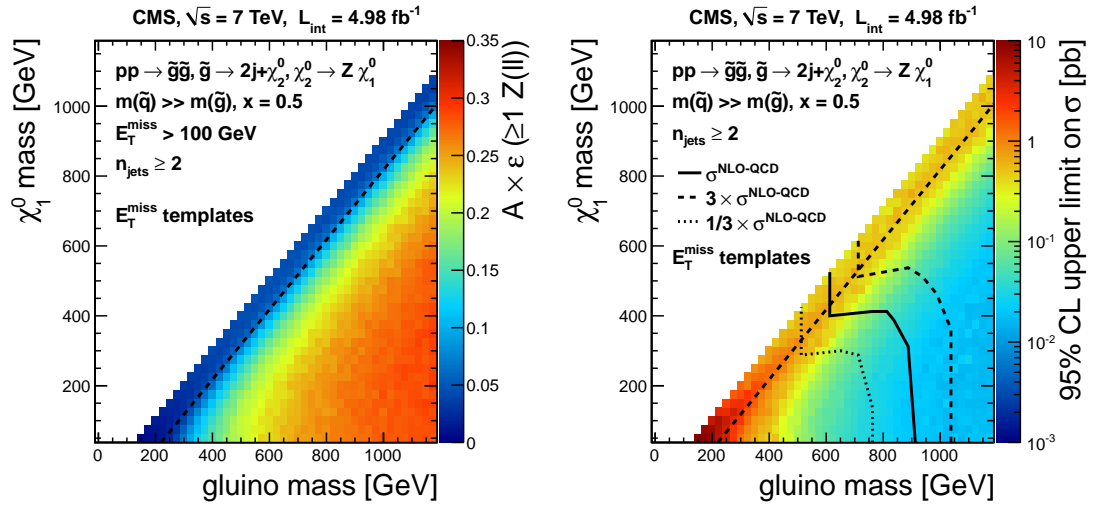 CMS, √s = 7 TeV, L_int = 4.98 fb⁻¹
χ₁⁰ mass [GeV]
pp → g̃g̃, g̃ → 2j+χ₂⁰, χ₂⁰ → Z χ₁⁰
m(q̃) >> m(g̃), x = 0.5
E_T^miss > 100 GeV
n_jets ≥ 2
E_T^miss templates
1000
800
600
400
200
0 200 400 600 800 1000
gluino mass [GeV]
0.35
0.3
0.25
0.2
0.15
0.1
0.05
0
A × ε (≥1 Z(ll))
CMS, √s = 7 TeV, L_int = 4.98 fb⁻¹
χ₁⁰ mass [GeV]
pp → g̃g̃, g̃ → 2j+χ₂⁰, χ₂⁰ → Z χ₁⁰
m(q̃) >> m(g̃), x = 0.5
n_jets ≥ 2
σ^NLO-QCD
3 × σ^NLO-QCD
1/3 × σ^NLO-QCD
E_T^miss templates
1000
800
600
400
200
0 200 400 600 800 1000
gluino mass [GeV]
10
1
10⁻¹
10⁻²
10⁻³
95% CL upper limit on σ [pb]